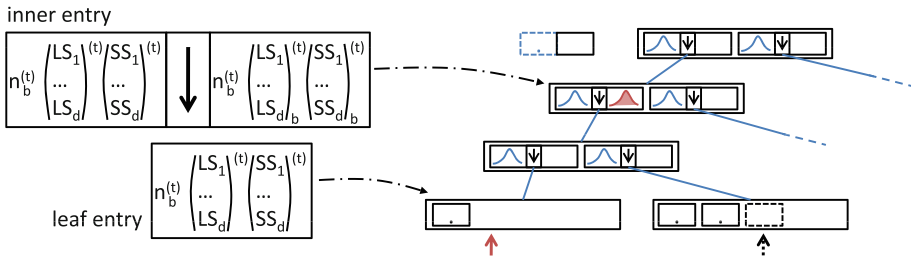 inner entry
n_b^(t) (LS_1 ... LS_d)^(t) (SS_1 ... SS_d)^(t) n_b^(t) (LS_1 ... LS_d)_b^(t) (SS_1 ... SS_d)_b^(t)
n_b^(t) (LS_1 ... LS_d)^(t) (SS_1 ... SS_d)^(t)
leaf entry